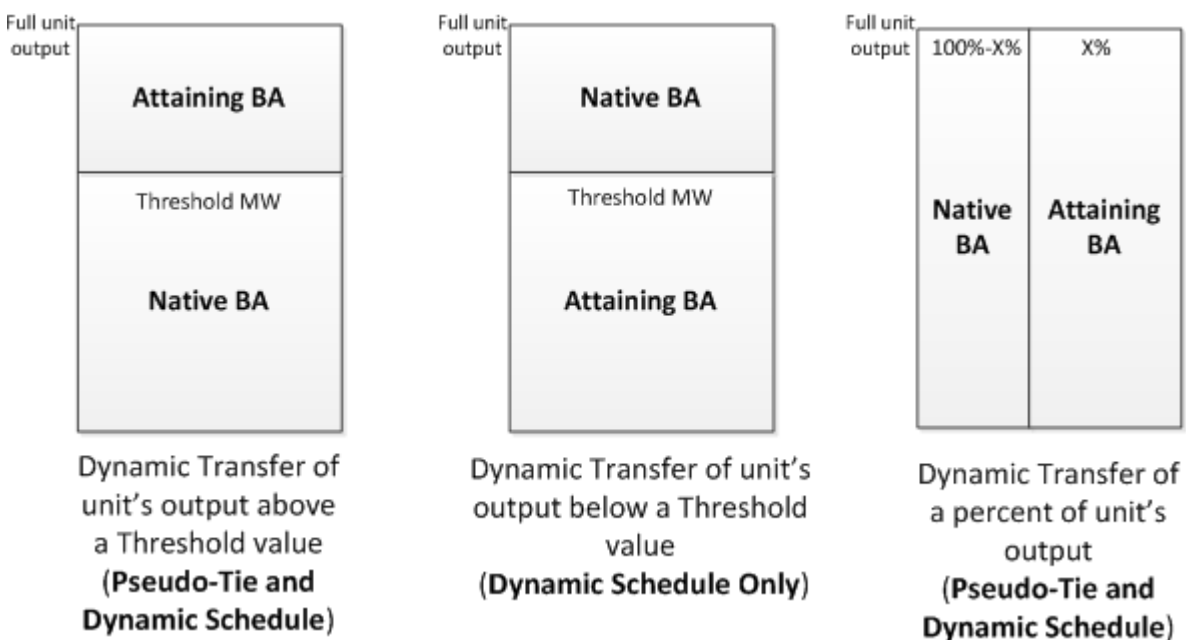 Full unit
output
Attaining BA
Threshold MW
Native BA
Dynamic Transfer of
unit's output above
a Threshold value
(Pseudo-Tie and
Dynamic Schedule)
Full unit
output
Native BA
Threshold MW
Attaining BA
Dynamic Transfer of unit's
output below a Threshold
value
(Dynamic Schedule Only)
Full unit
output
100%-X%
X%
Native
BA
Attaining
BA
Dynamic Transfer of
a percent of unit's
output
(Pseudo-Tie and
Dynamic Schedule)